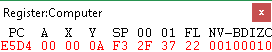 Register:Computer
PC A X Y SP 00 01 FL NV-BDIZC
E5D4 00 00 0A F3 2F 37 22 00100010